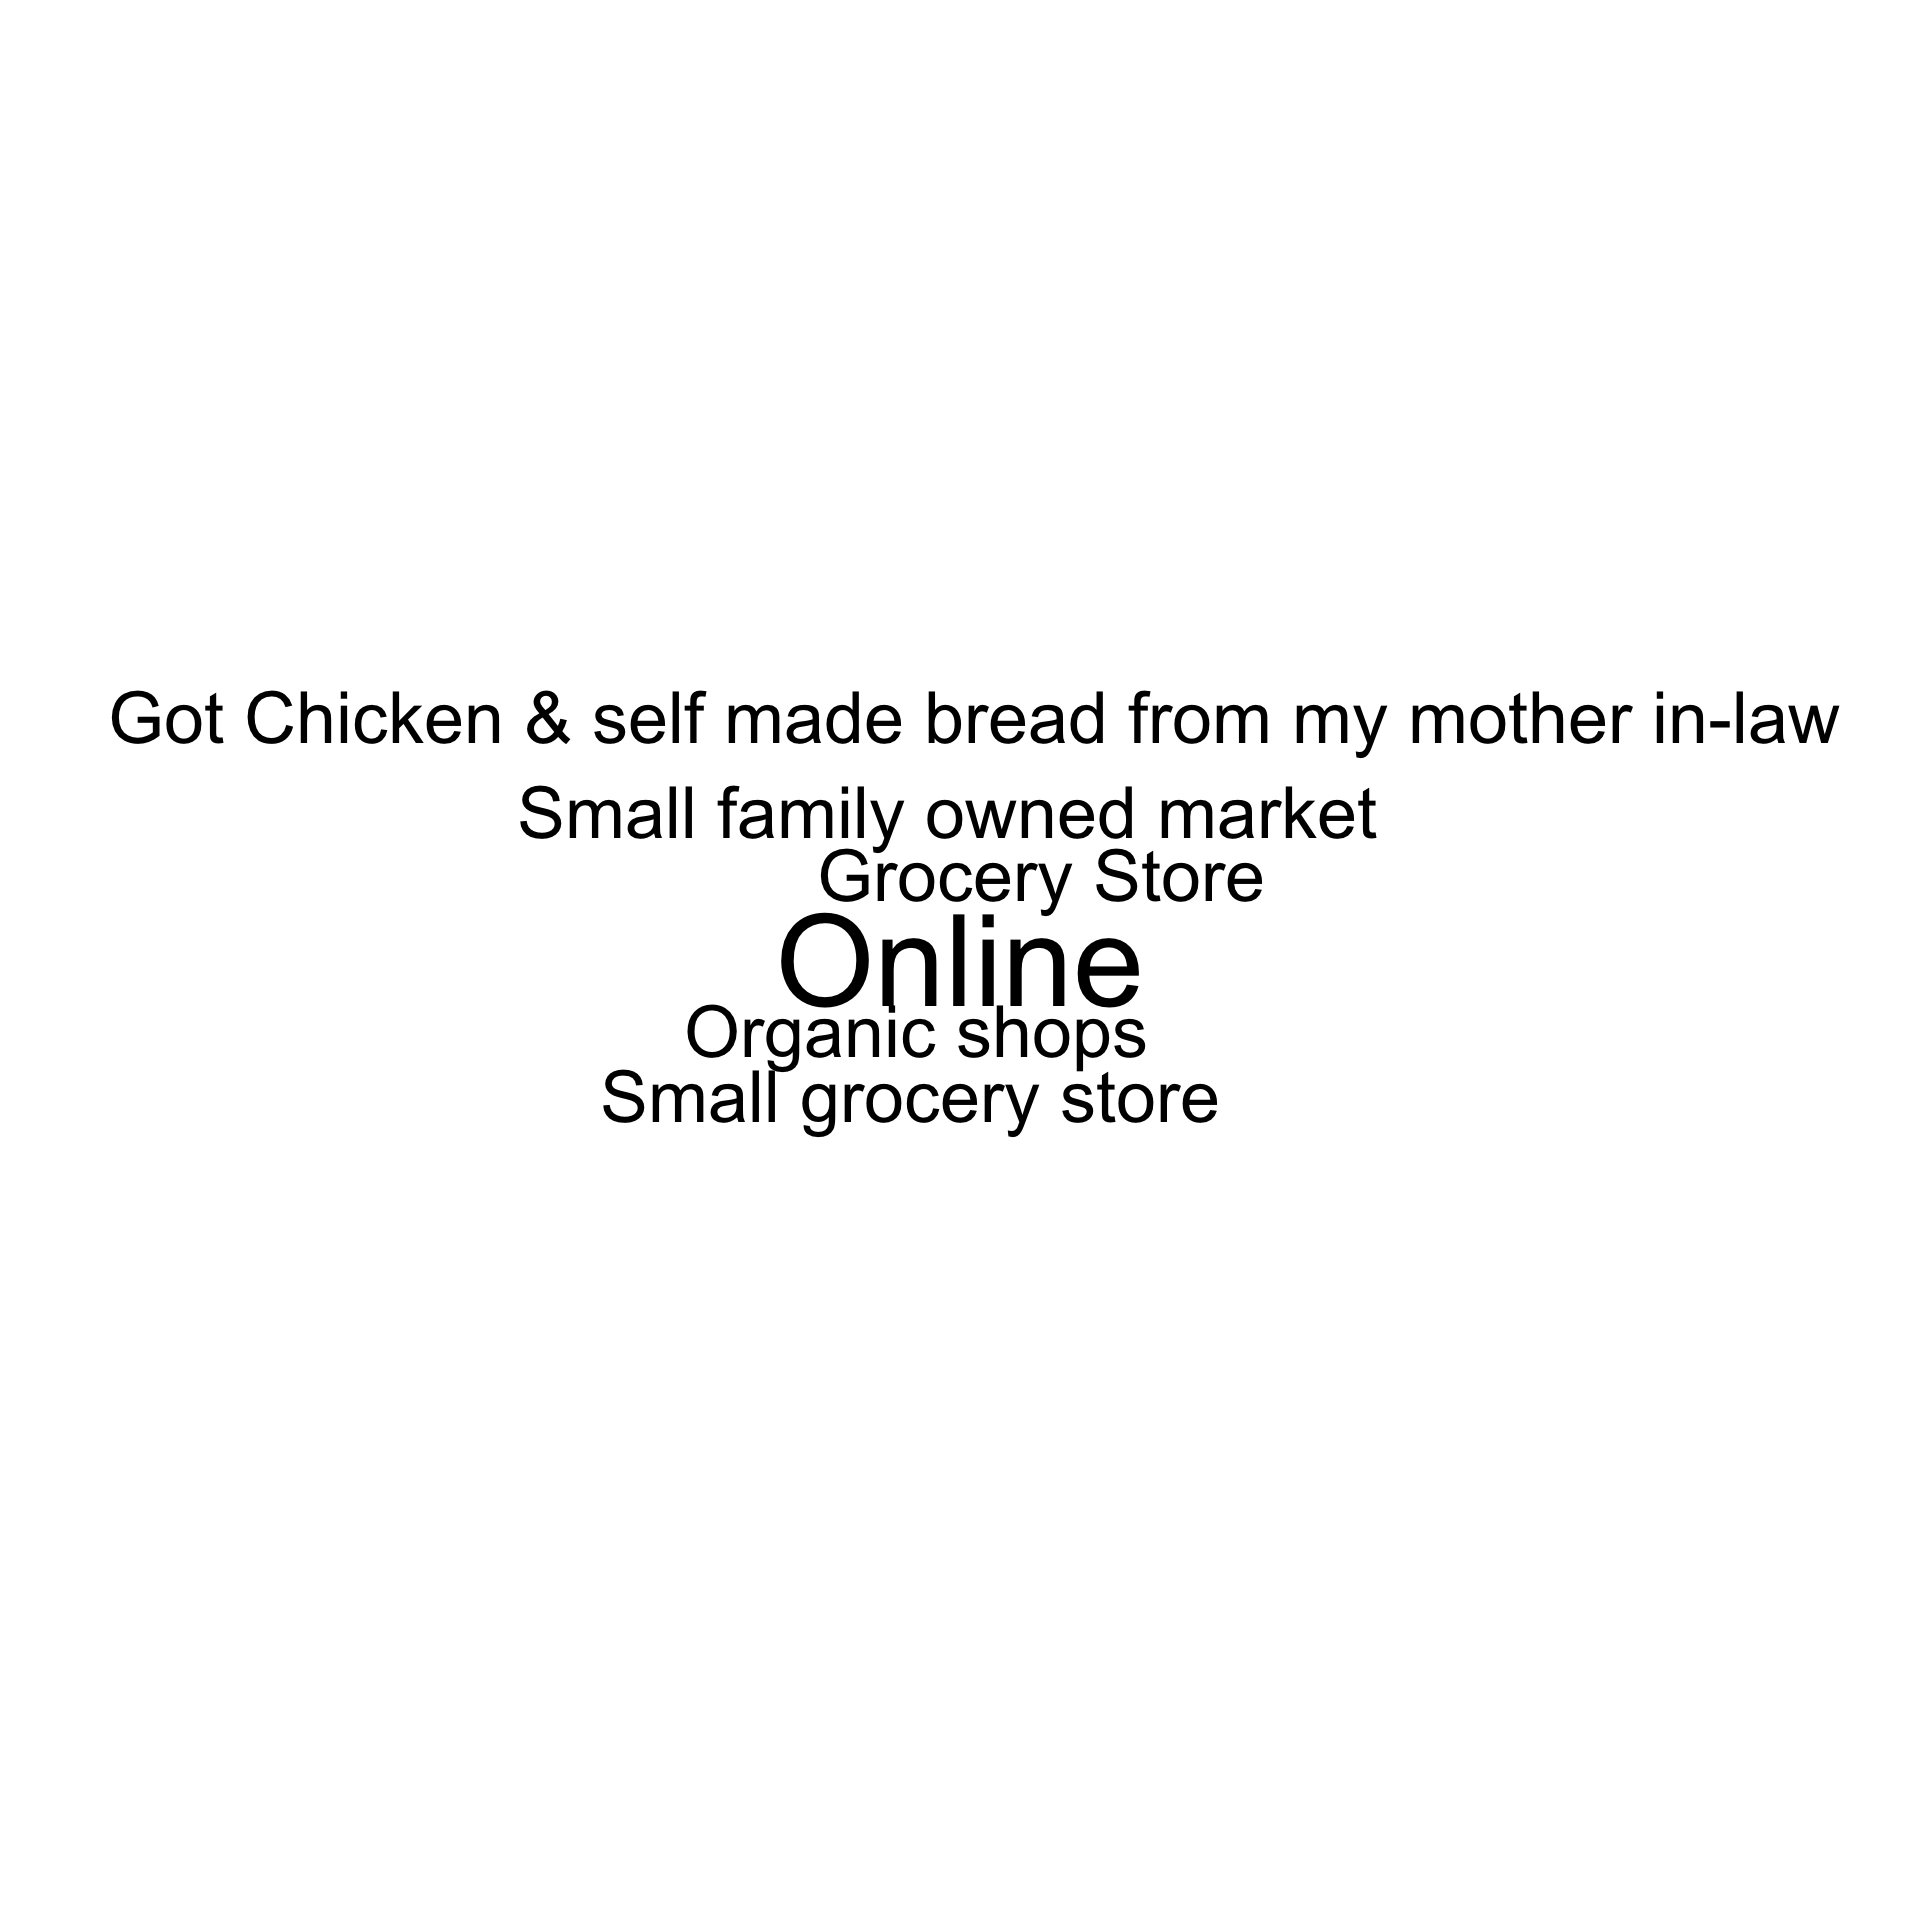 Got Chicken & self made bread from my mother in-law
Small family owned market
Grocery Store
Online
Organic shops
Small grocery store